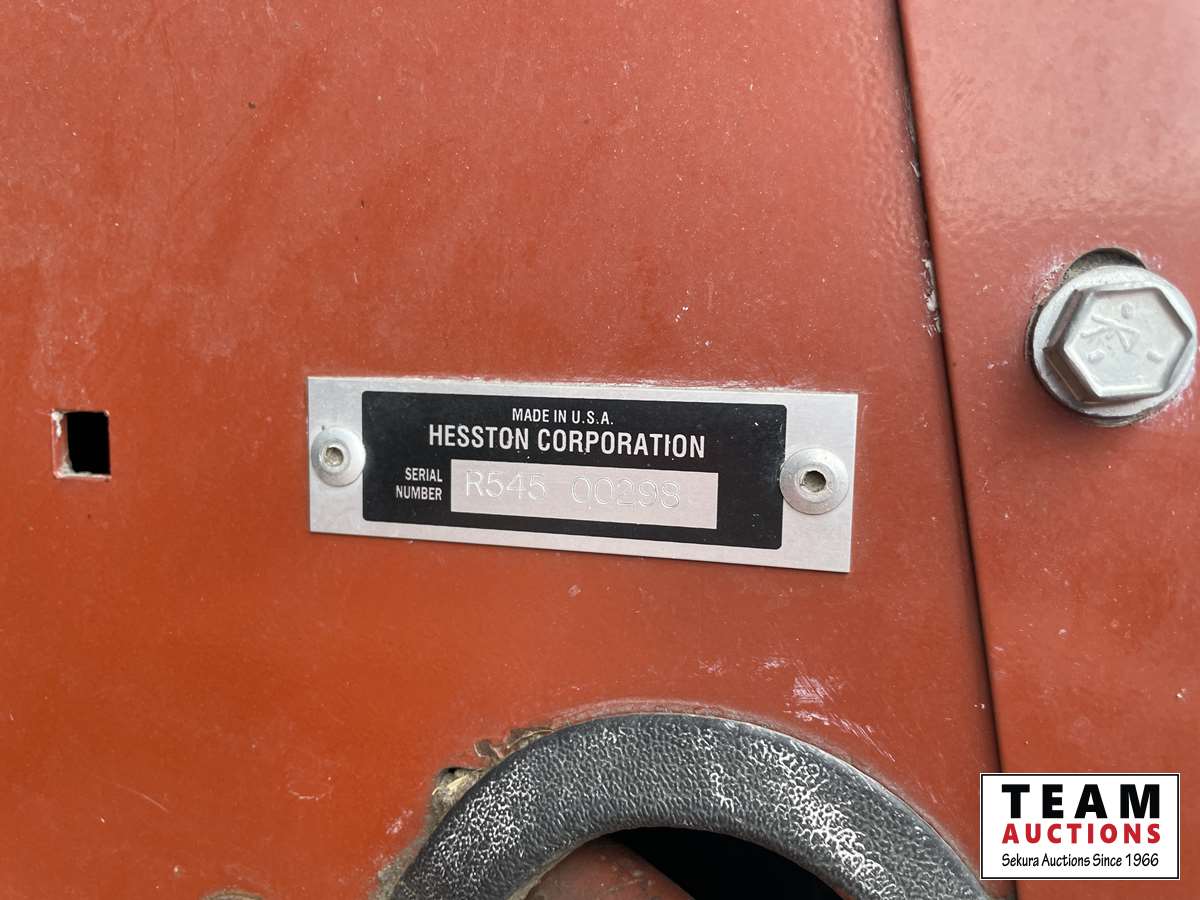 MADE IN U.S.A.
HESSTON CORPORATION
SERIAL NUMBER R545 00298
TEAM
AUCTIONS
Sekura Auctions Since 1966